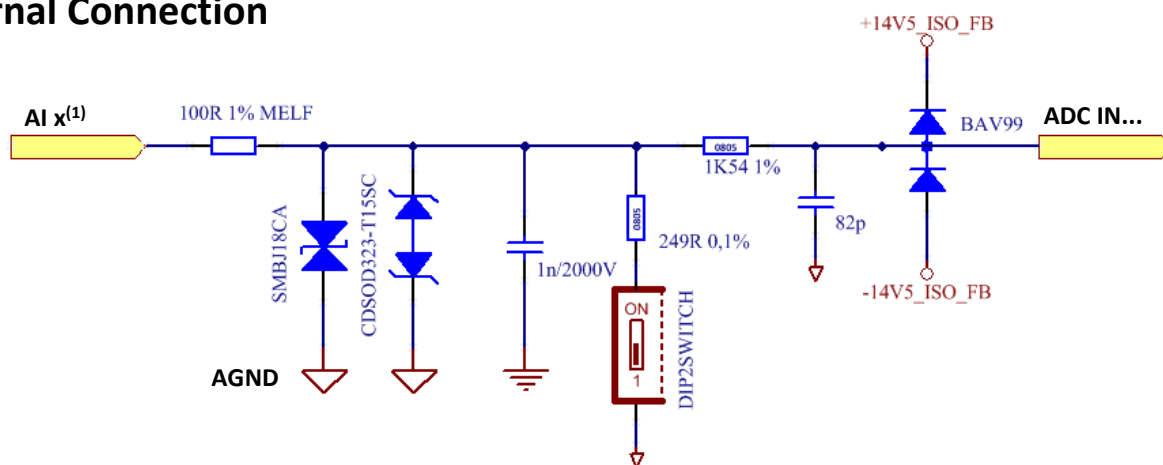 rnal Connection
+14V5_ISO_FB
AI x(1)
100R 1% MELF
BAV99
ADC IN...
0805
1K54 1%
SMBJ18CA
CDSOD323-T15SC
1n/2000V
0805
249R 0,1%
82p
-14V5_ISO_FB
ON
1
DIP2SWITCH
AGND